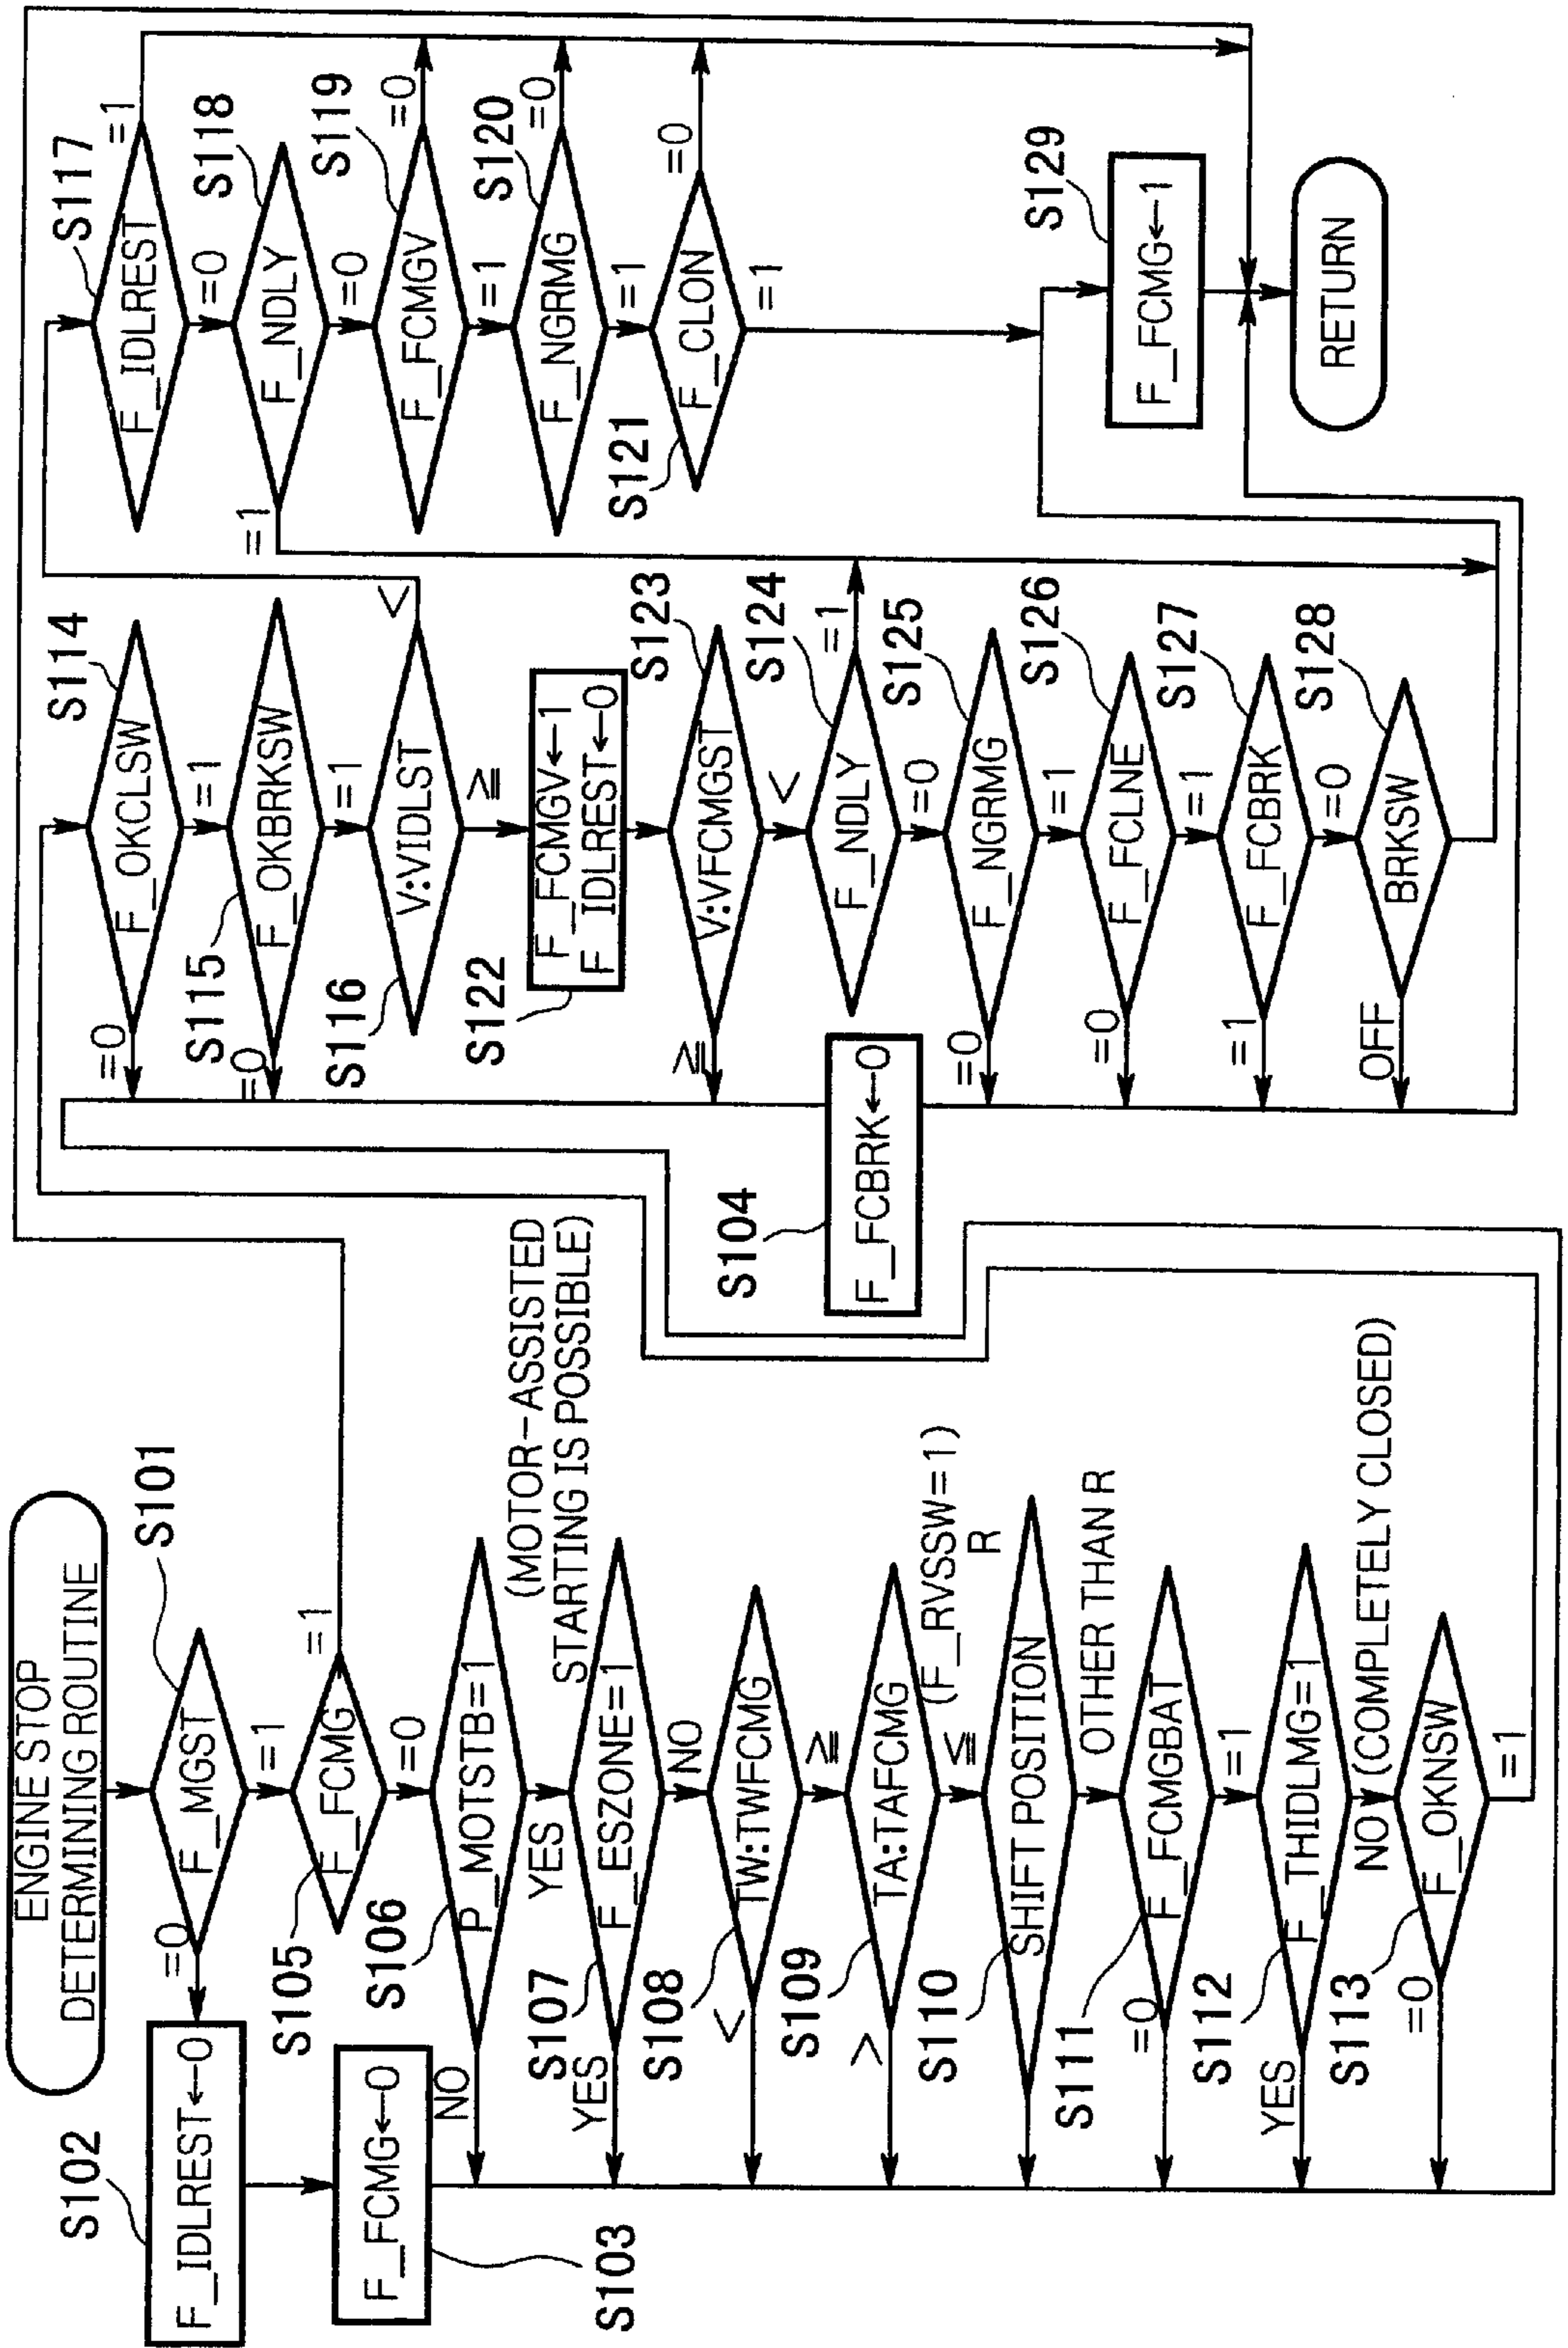 ENGINE STOP
DETERMINING ROUTINE
S101
F_MGST
=0
=1
S102
F_IDLREST←0
S103
F_FCMG←0
S105
F_FCMG
=1
=0
S106
P_MOTSTB=1
NO
YES
(MOTOR-ASSISTED
STARTING IS POSSIBLE)
S107
F_ESZONE=1
YES
NO
S108
TW:TWFCMG
<
≧
S109
TA:TAFCMG
>
≦
(F_RVSSW=1)
R
S110
SHIFT POSITION
OTHER THAN R
S111
F_FCMGBAT
=0
=1
S112
F_THIDLMG=1
YES
NO (COMPLETELY CLOSED)
S113
F_OKNSW
=0
=1
S114
F_OKCLSW
=0
=1
S115
F_OKBRKSW
=0
=1
S116
V:VIDLST
<
≧
S122
F_FCMGV←1
F_IDLREST←0
S123
V:VFCMGST
≧
<
S104
F_FCBRK←0
S124
F_NDLY
=1
=0
S125
F_NGRMG
=0
=1
S126
F_FCLNE
=0
=1
S127
F_FCBRK
=1
=0
S128
BRKSW
OFF
S117
F_IDLREST
=1
=0
S118
F_NDLY
=1
=0
S119
F_FCMGV
=0
=1
S120
F_NGRMG
=0
=1
S121
F_CLON
=0
=1
S129
F_FCMG←1
RETURN